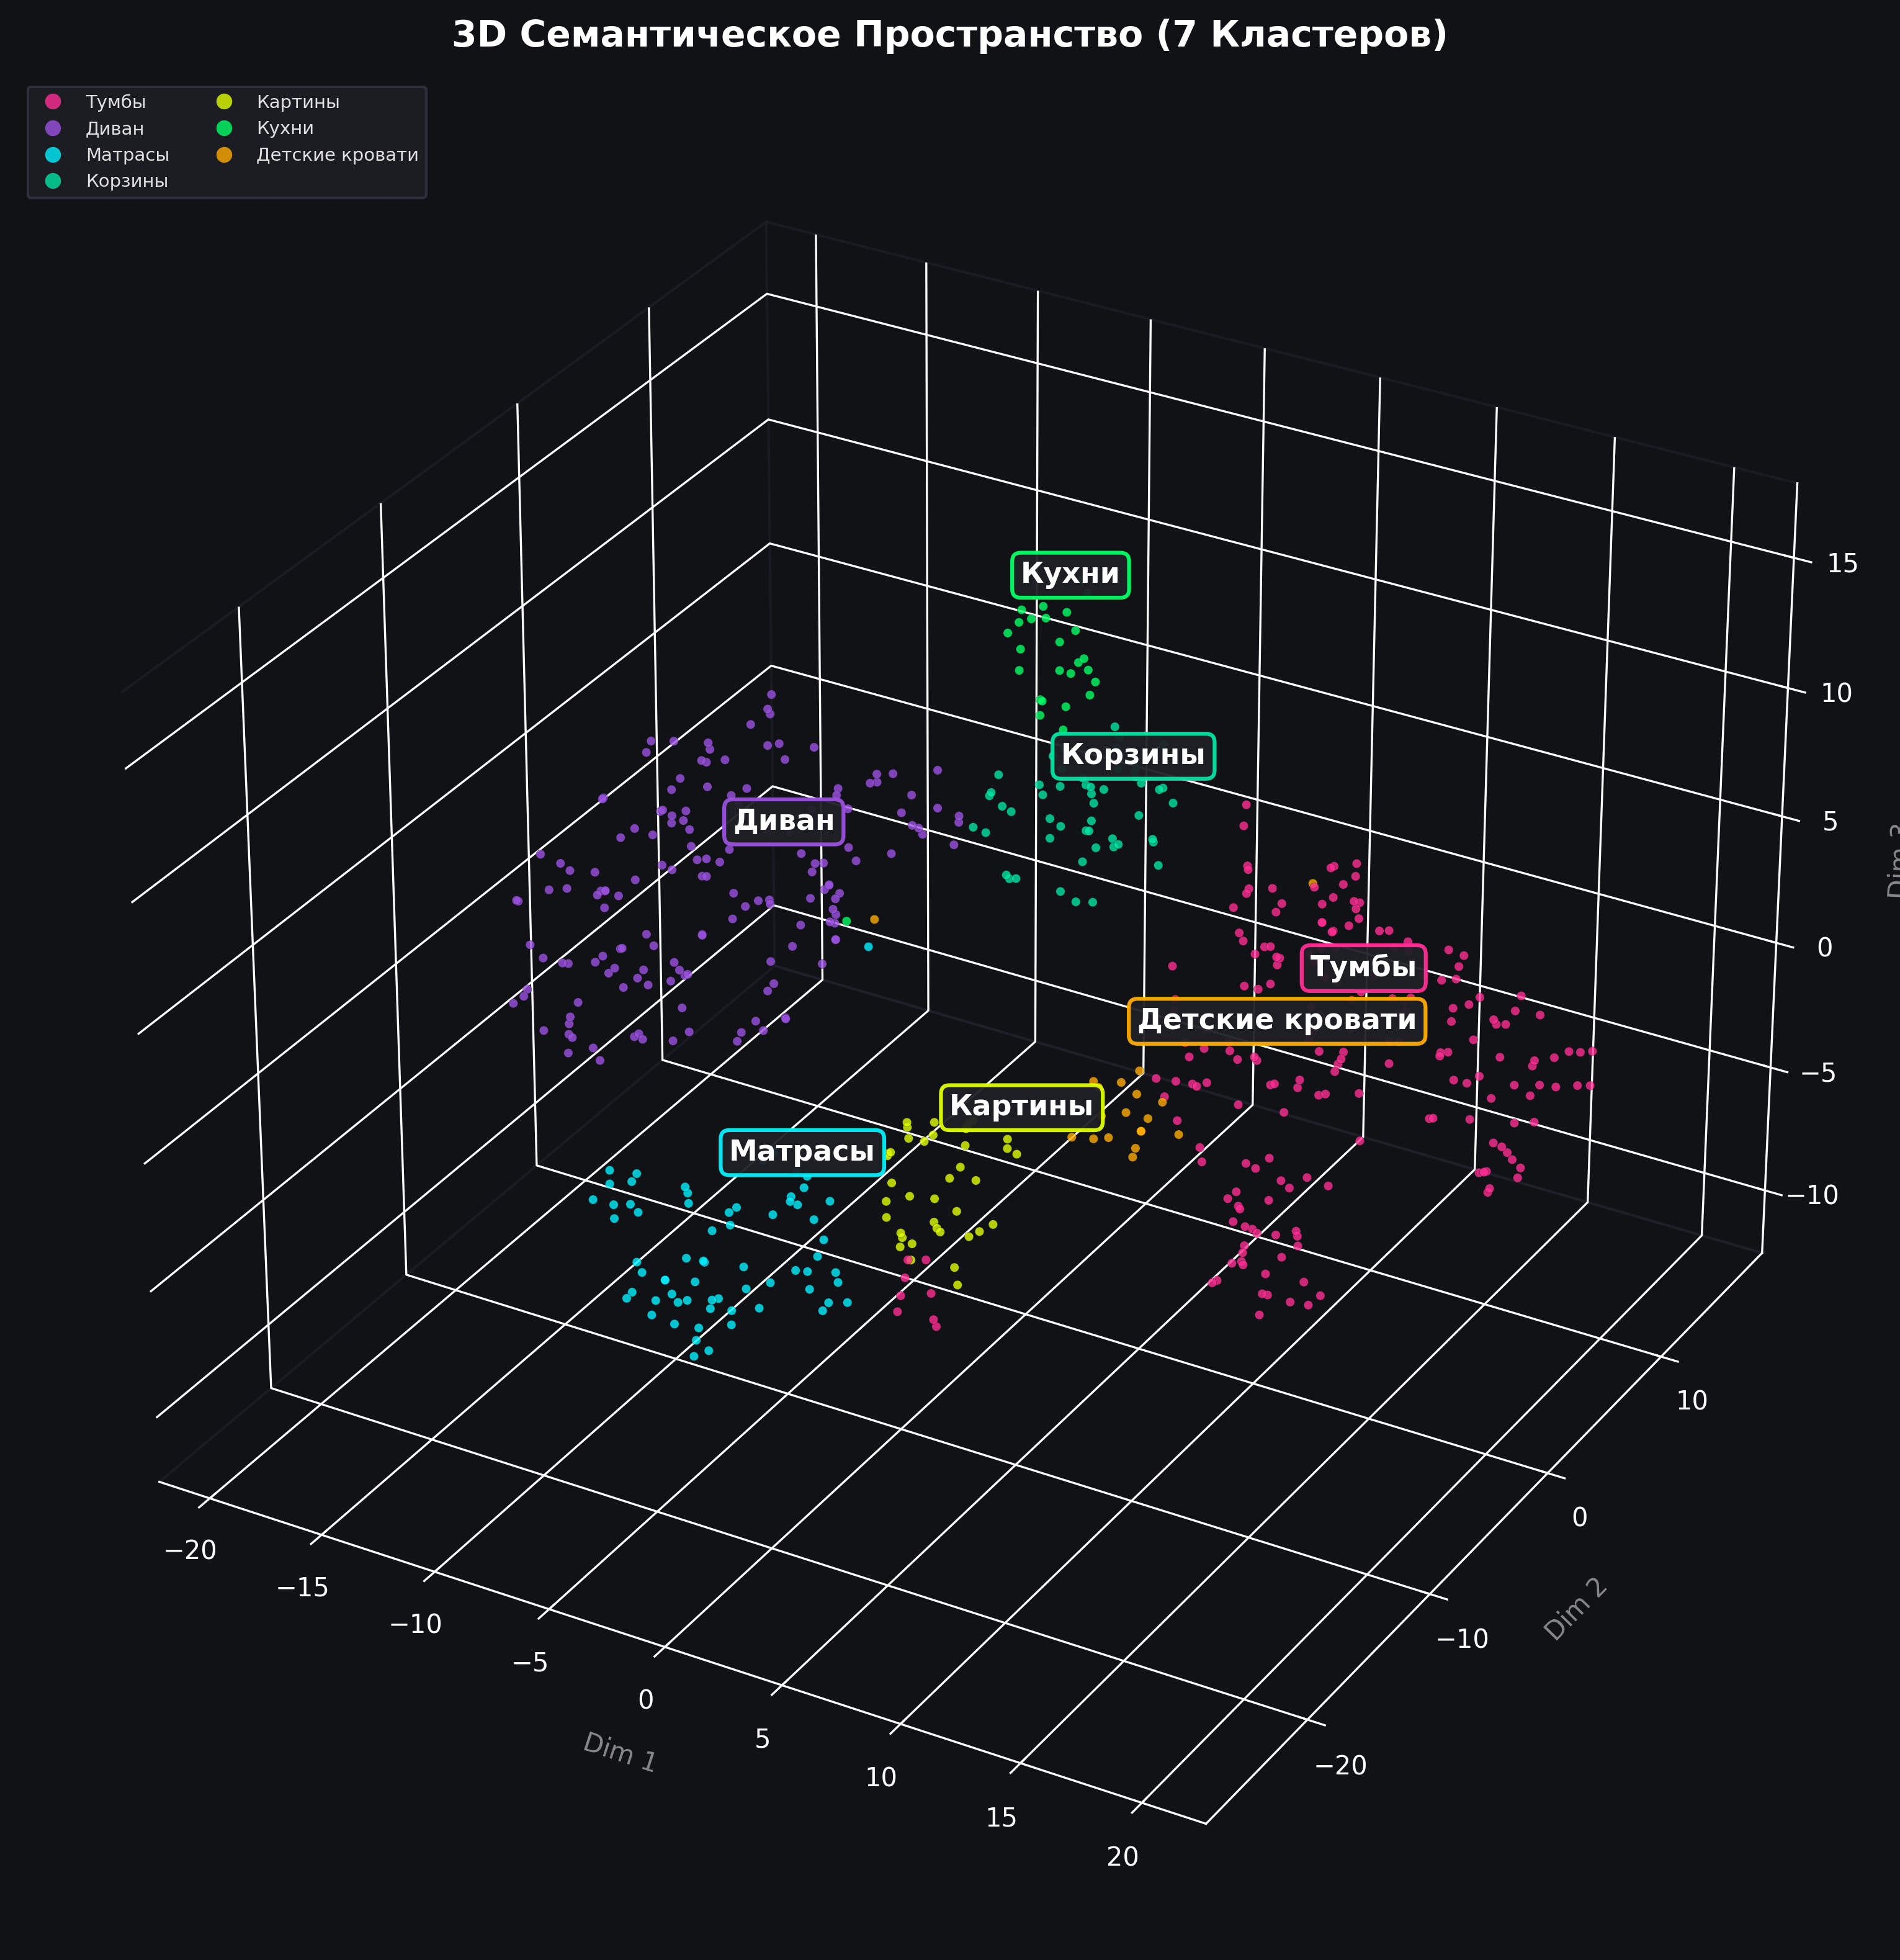 3D Семантическое Пространство (7 Кластеров)
Тумбы
Диван
Матрасы
Корзины
Картины
Кухни
Детские кровати
Кухни
Корзины
Диван
Тумбы
Детские кровати
Картины
Матрасы
15
10
5
0
−5
−10
Dim 3
10
0
−10
−20
Dim 2
−20
−15
−10
−5
0
5
10
15
20
Dim 1